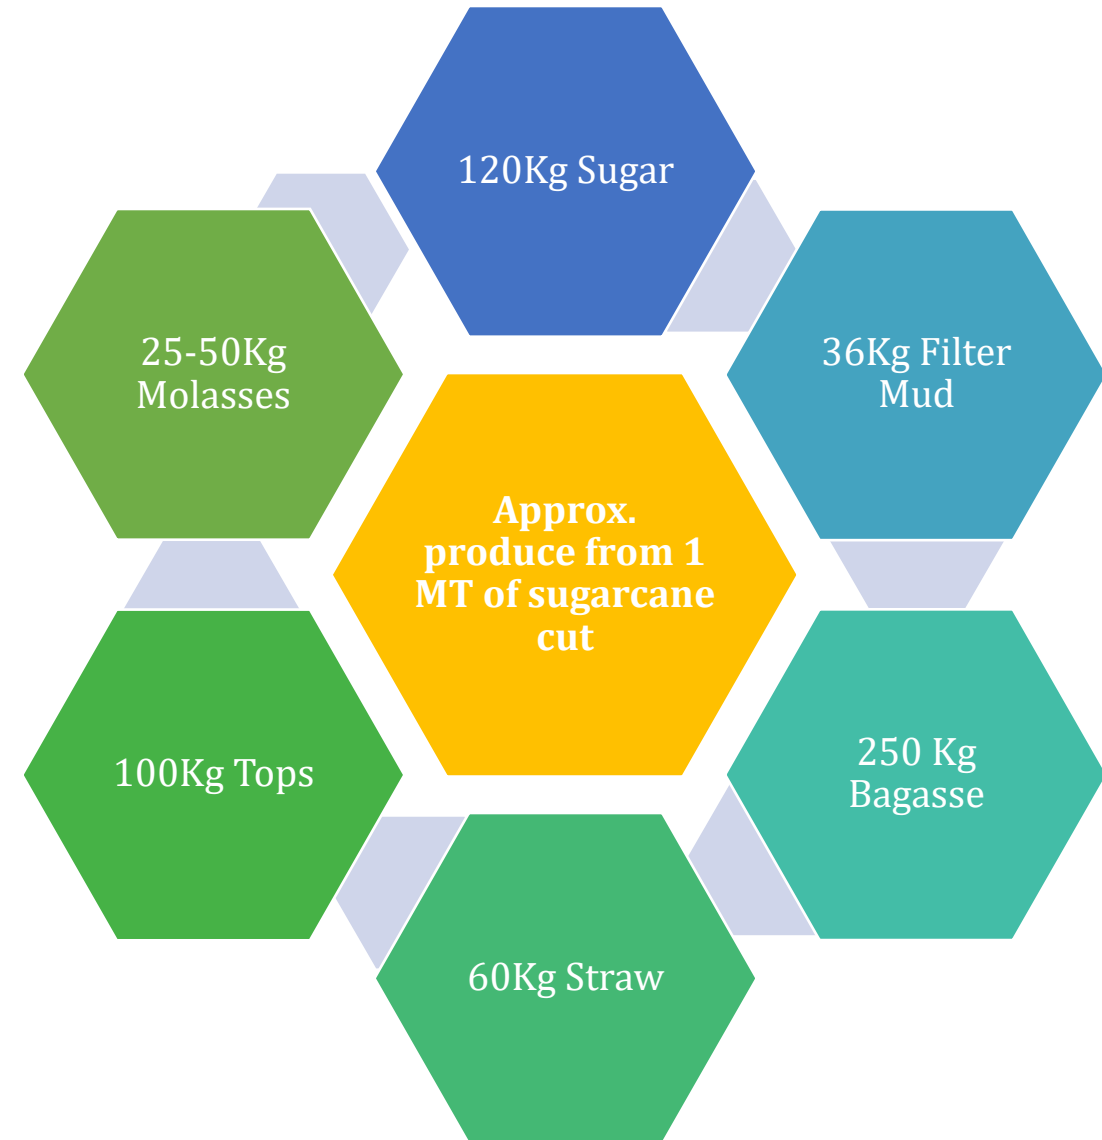 120Kg Sugar
36Kg Filter
Mud
250 Kg
Bagasse
60Kg Straw
100Kg Tops
25-50Kg
Molasses
Approx.
produce from 1
MT of sugarcane
cut